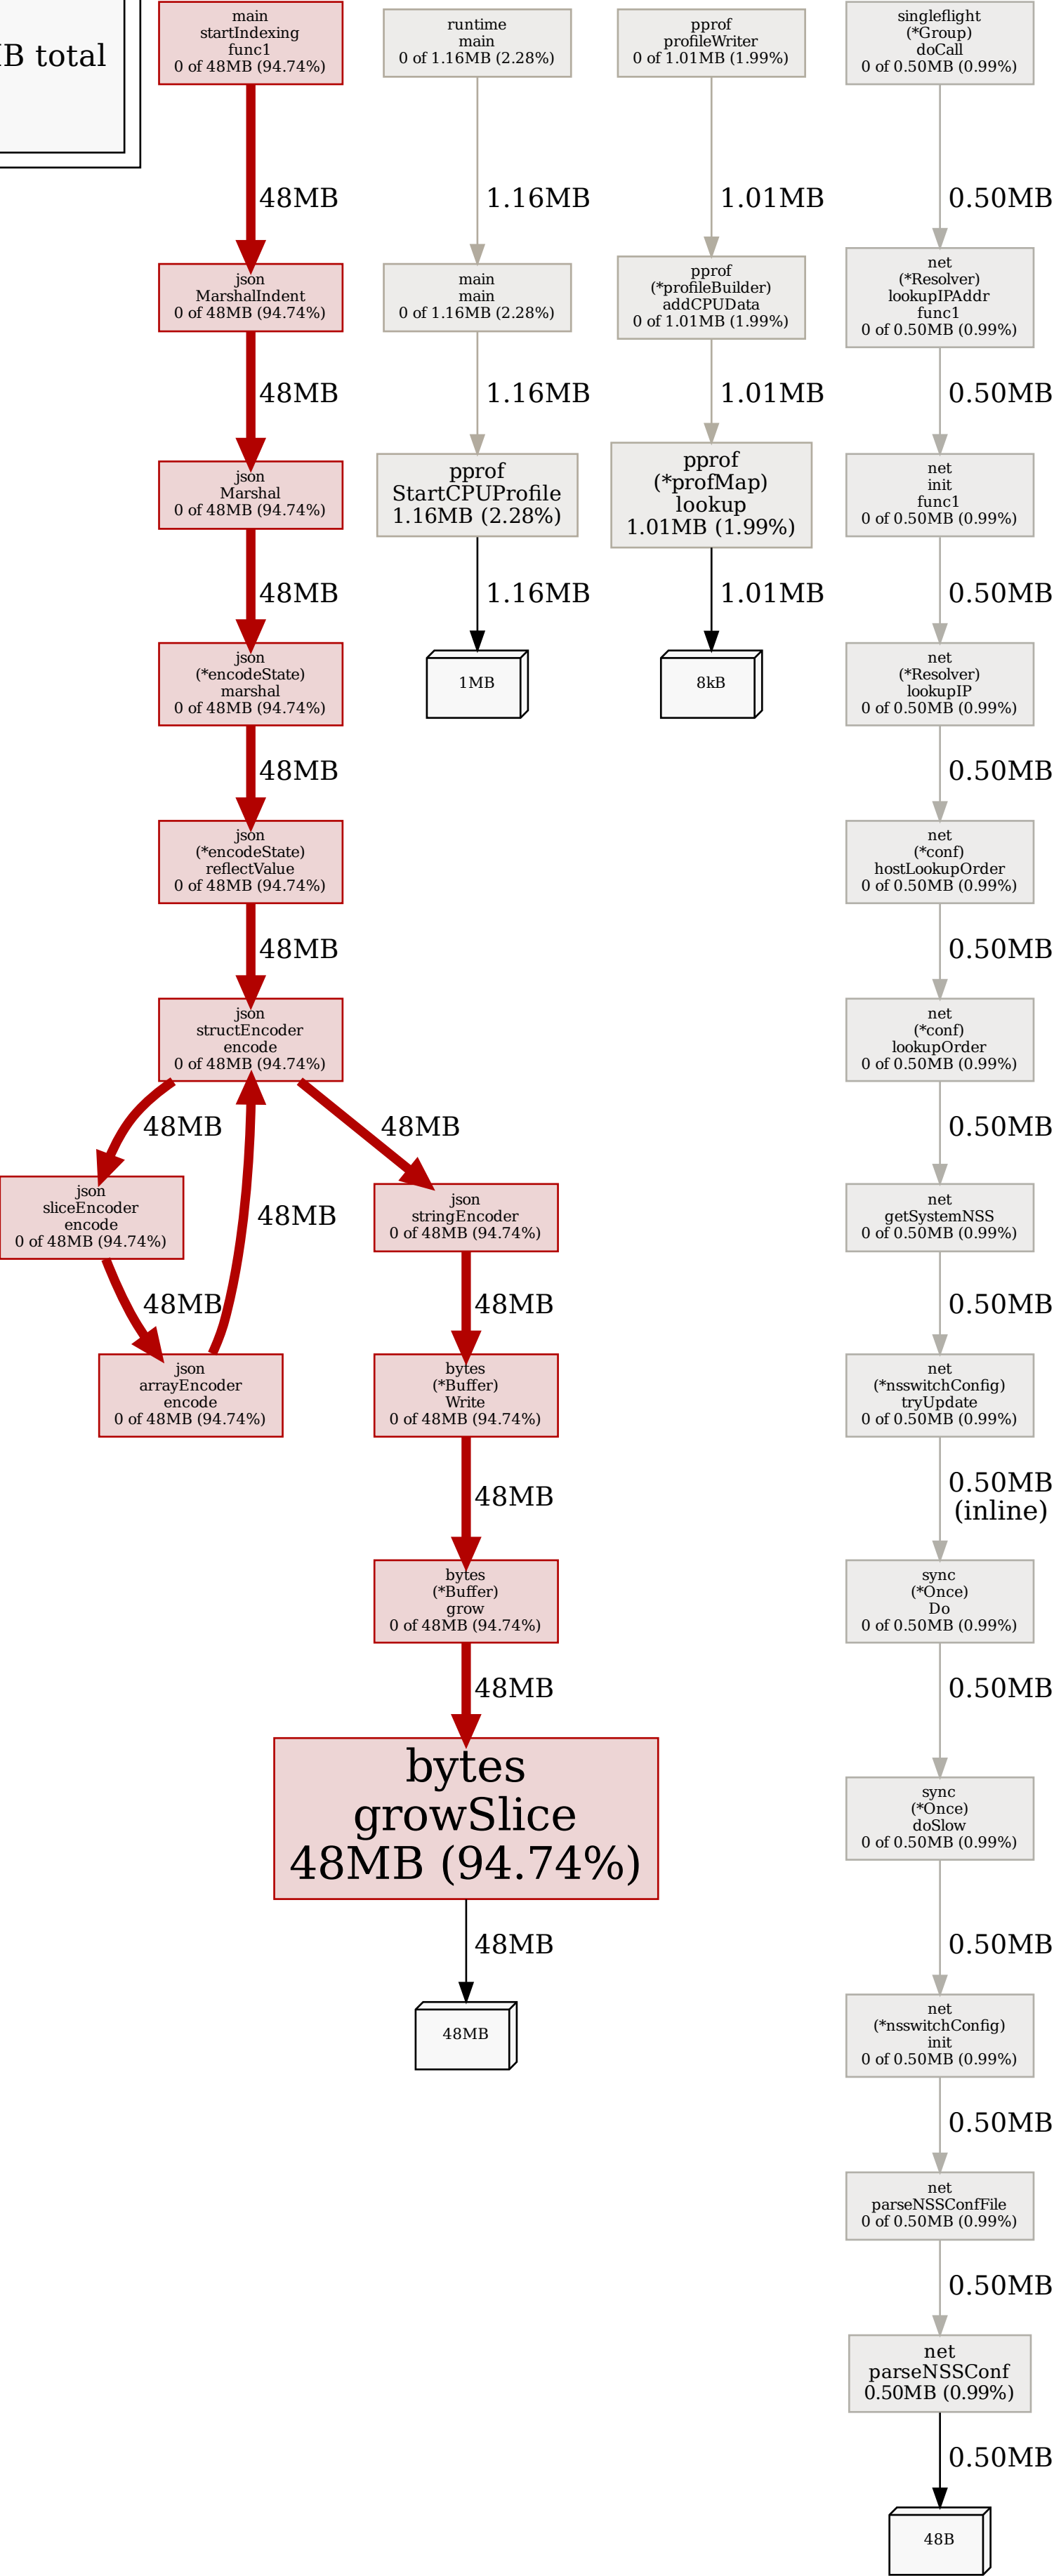 B total
main
startIndexing
func1
0 of 48MB (94.74%)
48MB
json
MarshalIndent
0 of 48MB (94.74%)
48MB
json
Marshal
0 of 48MB (94.74%)
48MB
json
(*encodeState)
marshal
0 of 48MB (94.74%)
48MB
json
(*encodeState)
reflectValue
0 of 48MB (94.74%)
48MB
json
structEncoder
encode
0 of 48MB (94.74%)
48MB
48MB
48MB
json
sliceEncoder
encode
0 of 48MB (94.74%)
48MB
json
arrayEncoder
encode
0 of 48MB (94.74%)
json
stringEncoder
0 of 48MB (94.74%)
48MB
bytes
(*Buffer)
Write
0 of 48MB (94.74%)
48MB
bytes
(*Buffer)
grow
0 of 48MB (94.74%)
48MB
bytes
growSlice
48MB (94.74%)
48MB
48MB
runtime
main
0 of 1.16MB (2.28%)
1.16MB
main
main
0 of 1.16MB (2.28%)
1.16MB
pprof
StartCPUProfile
1.16MB (2.28%)
1.16MB
1MB
pprof
profileWriter
0 of 1.01MB (1.99%)
1.01MB
pprof
(*profileBuilder)
addCPUData
0 of 1.01MB (1.99%)
1.01MB
pprof
(*profMap)
lookup
1.01MB (1.99%)
1.01MB
8kB
singleflight
(*Group)
doCall
0 of 0.50MB (0.99%)
0.50MB
net
(*Resolver)
lookupIPAddr
func1
0 of 0.50MB (0.99%)
0.50MB
net
init
func1
0 of 0.50MB (0.99%)
0.50MB
net
(*Resolver)
lookupIP
0 of 0.50MB (0.99%)
0.50MB
net
(*conf)
hostLookupOrder
0 of 0.50MB (0.99%)
0.50MB
net
(*conf)
lookupOrder
0 of 0.50MB (0.99%)
0.50MB
net
getSystemNSS
0 of 0.50MB (0.99%)
0.50MB
net
(*nsswitchConfig)
tryUpdate
0 of 0.50MB (0.99%)
0.50MB
(inline)
sync
(*Once)
Do
0 of 0.50MB (0.99%)
0.50MB
sync
(*Once)
doSlow
0 of 0.50MB (0.99%)
0.50MB
net
(*nsswitchConfig)
init
0 of 0.50MB (0.99%)
0.50MB
net
parseNSSConfFile
0 of 0.50MB (0.99%)
0.50MB
net
parseNSSConf
0.50MB (0.99%)
0.50MB
48B